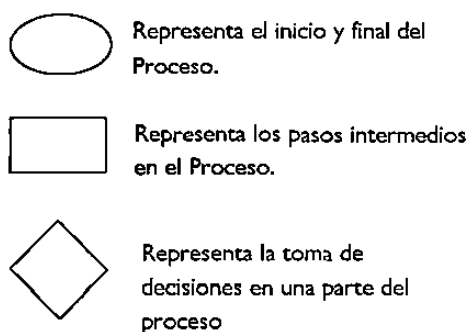 Representa el inicio y final del
Proceso.
Representa los pasos intermedios
en el Proceso.
Representa la toma de
decisiones en una parte del
proceso